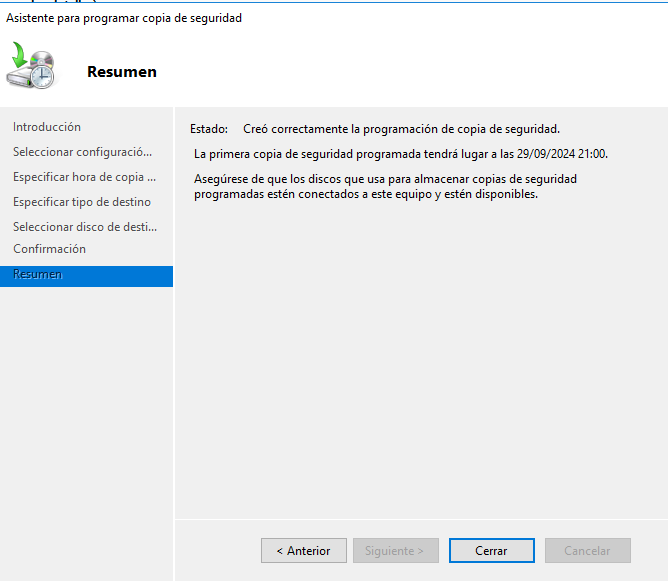 Asistente para programar copia de seguridad
Resumen
Introducción
Seleccionar configuració...
Especificar hora de copia ...
Especificar tipo de destino
Seleccionar disco de desti...
Confirmación
Resumen
Estado: Creó correctamente la programación de copia de seguridad.
La primera copia de seguridad programada tendrá lugar a las 29/09/2024 21:00.
Asegúrese de que los discos que usa para almacenar copias de seguridad
programadas estén conectados a este equipo y estén disponibles.
< Anterior
Siguiente >
Cerrar
Cancelar